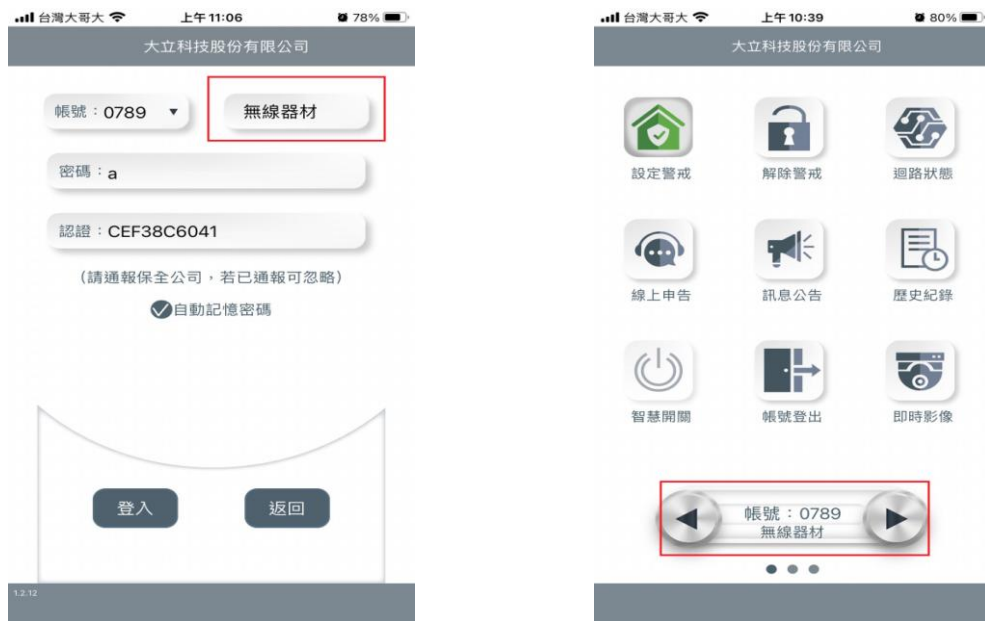 台灣大哥大 上午11:06 78%
大立科技股份有限公司
帳號：0789 ▼ 無線器材
密碼：a
認證：CEF38C6041
(請通報保全公司，若已通報可忽略)
自動記憶密碼
登入 返回
1.2.12
台灣大哥大 上午10:39 80%
大立科技股份有限公司
設定警戒 解除警戒 迴路狀態
線上申告 訊息公告 歷史紀錄
智慧開關 帳號登出 即時影像
帳號：0789
無線器材